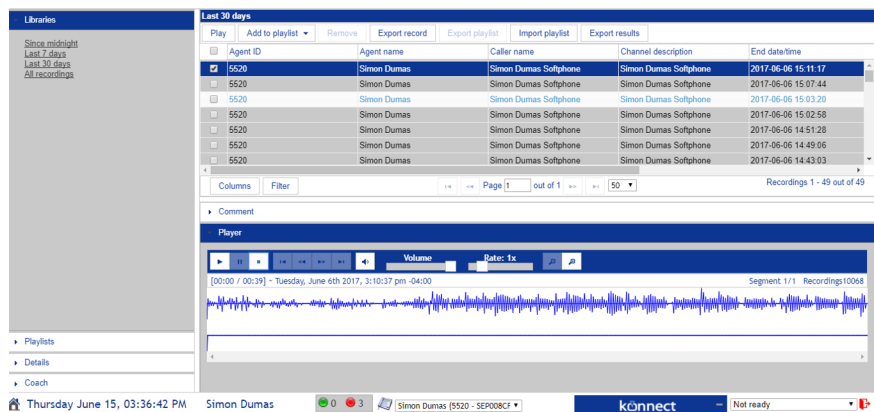 Libraries
Since midnight
Last 7 days
Last 30 days
All recordings
Last 30 days
Play Add to playlist Remove Export record Export playlist Import playlist Export results
Agent ID Agent name Caller name Channel description End date/time
5520 Simon Dumas Simon Dumas Softphone Simon Dumas Softphone 2017-06-06 15:11:17
5520 Simon Dumas Simon Dumas Softphone Simon Dumas Softphone 2017-06-06 15:07:44
5520 Simon Dumas Simon Dumas Softphone Simon Dumas Softphone 2017-06-06 15:03:20
5520 Simon Dumas Simon Dumas Softphone Simon Dumas Softphone 2017-06-06 15:02:58
5520 Simon Dumas Simon Dumas Softphone Simon Dumas Softphone 2017-06-06 14:51:28
5520 Simon Dumas Simon Dumas Softphone Simon Dumas Softphone 2017-06-06 14:49:06
5520 Simon Dumas Simon Dumas Softphone Simon Dumas Softphone 2017-06-06 14:43:03
Columns Filter Page 1 out of 1 50 Recordings 1 - 49 out of 49
Comment
Player
Volume Rate: 1x
[00:00 / 00:39] - Tuesday, June 6th 2017, 3:10:37 pm -04:00 Segment 1/1 Recordings10068
Playlists
Details
Coach
Thursday June 15, 03:36:42 PM Simon Dumas 0 3 Simon Dumas (5520 - SEP008CF könnect Not ready